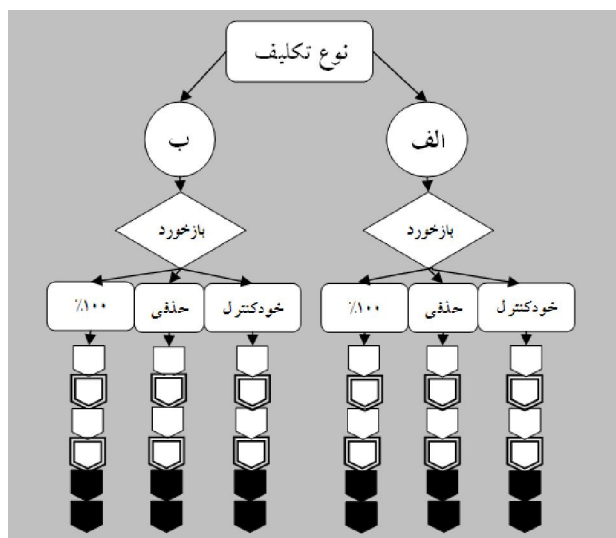 نوع تکلیف
الف
ب
بازخورد
بازخورد
خودکنترل
حذفی
٪۱۰۰
خودکنترل
حذفی
٪۱۰۰